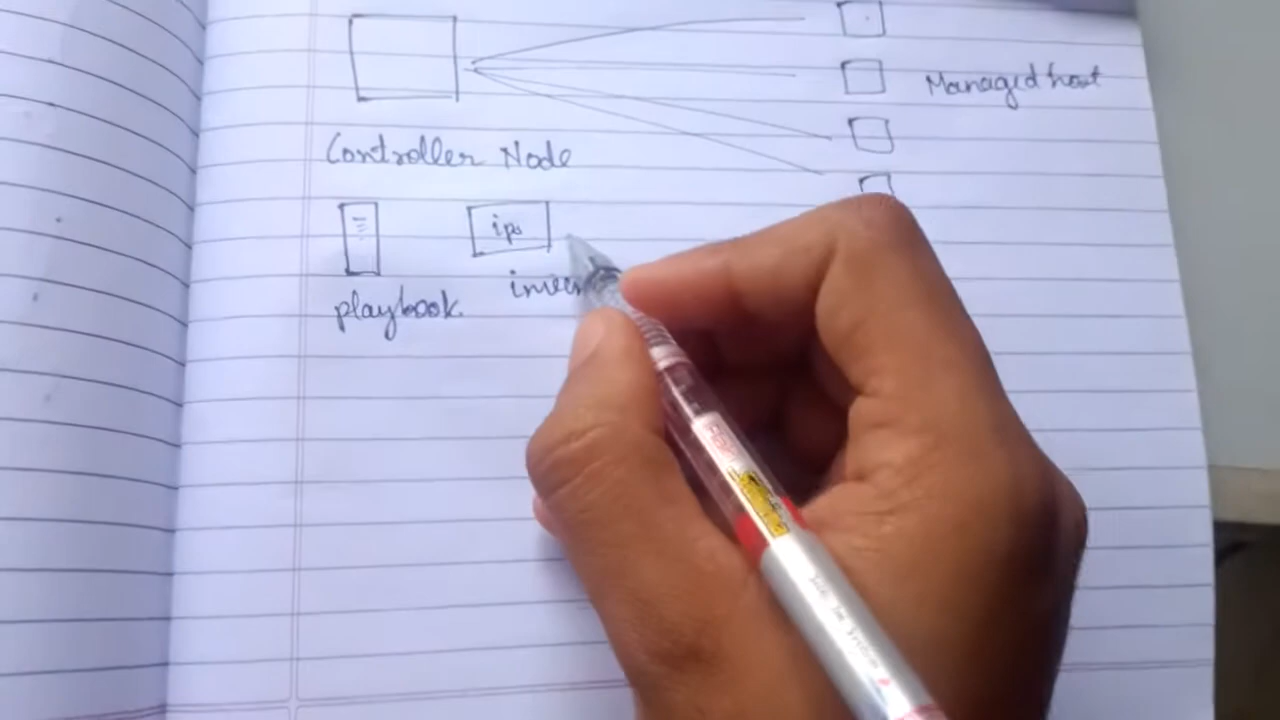 Managed host
Controller Node
ips
playbook